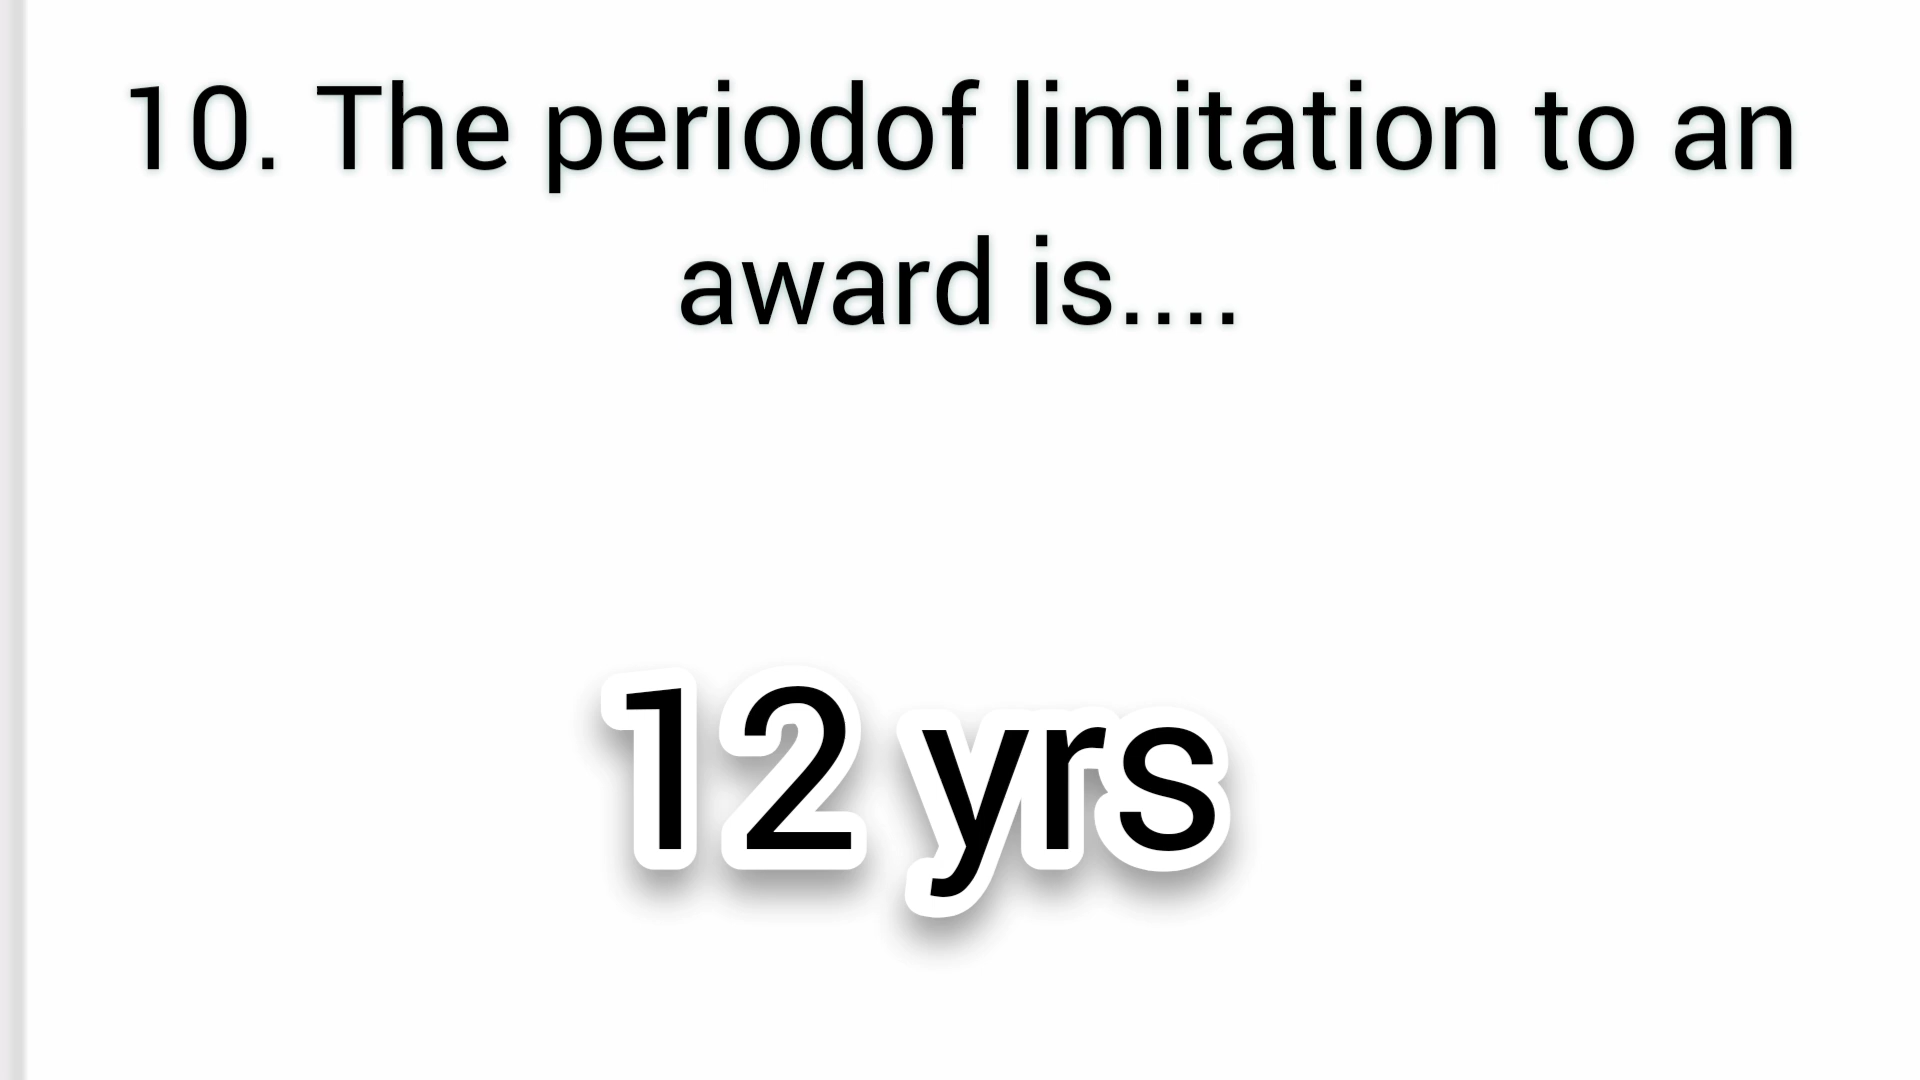 10. The periodof limitation to an
award is....
12 yrs